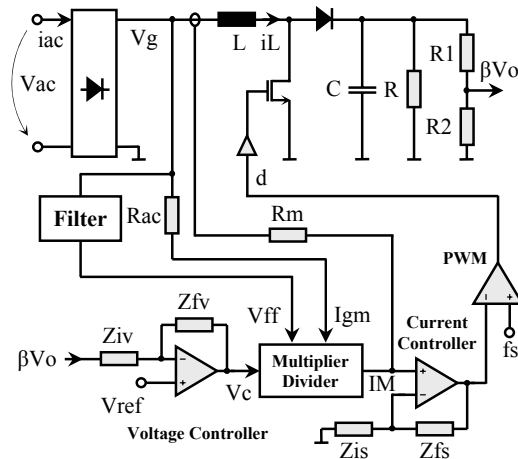 iac
Vg
L
iL
Vac
C
R
R1
βVo
R2
d
Filter
Rac
Rm
PWM
Zfv
Vff
Igm
Current
Controller
fs
Ziv
βVo
Multiplier
Divider
Vc
IM
Vref
Voltage Controller
Zis
Zfs